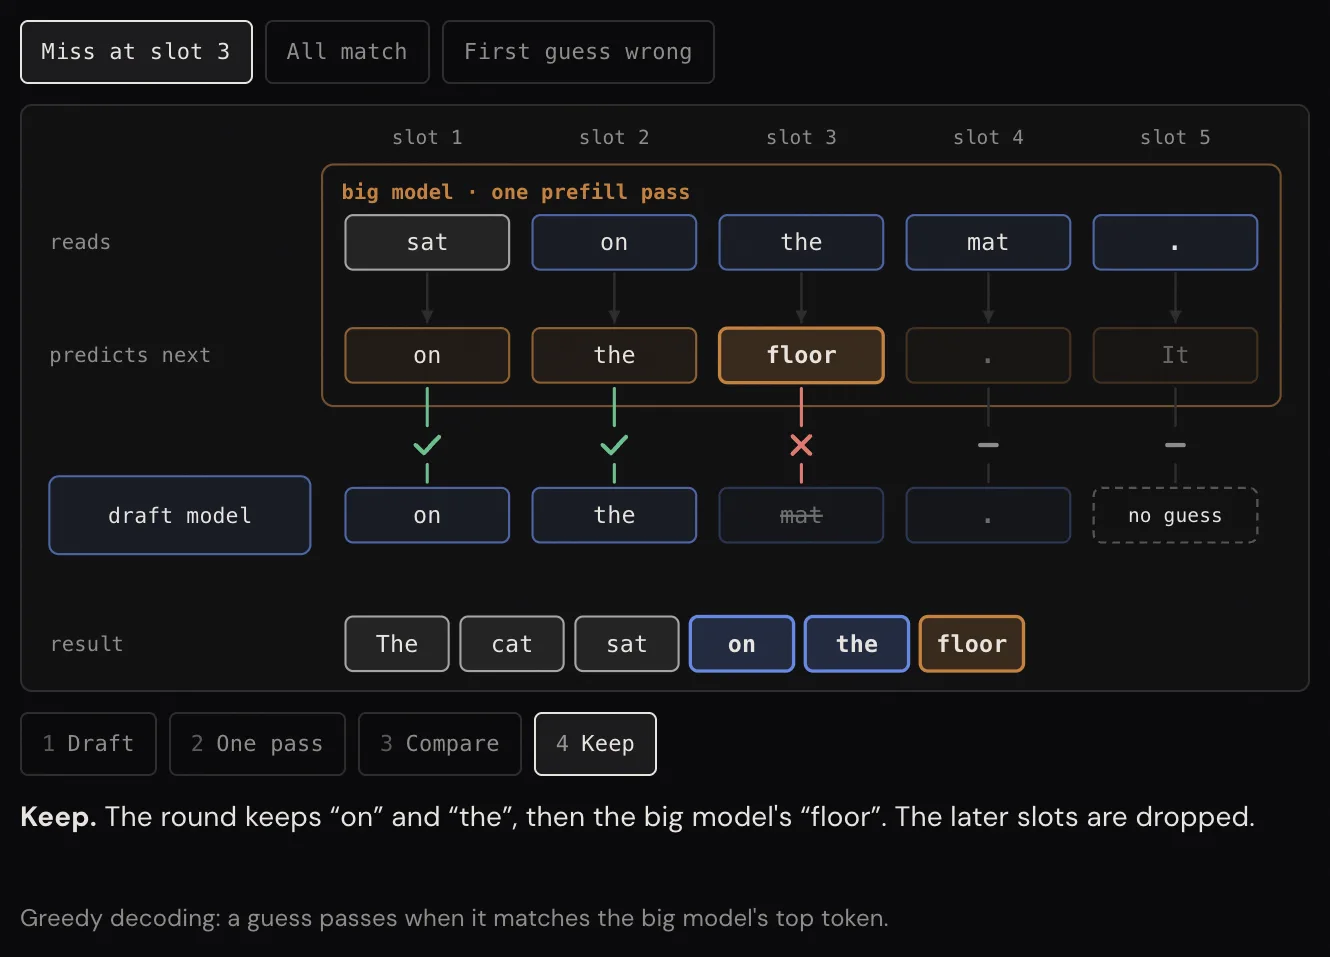 Miss at slot 3
All match
First guess wrong
slot 1 slot 2 slot 3 slot 4 slot 5
big model · one prefill pass
reads sat on the mat .
predicts next on the floor . It
draft model on the mat . no guess
result The cat sat on the floor
1 Draft 2 One pass 3 Compare 4 Keep
Keep. The round keeps “on” and “the”, then the big model's “floor”. The later slots are dropped.
Greedy decoding: a guess passes when it matches the big model's top token.